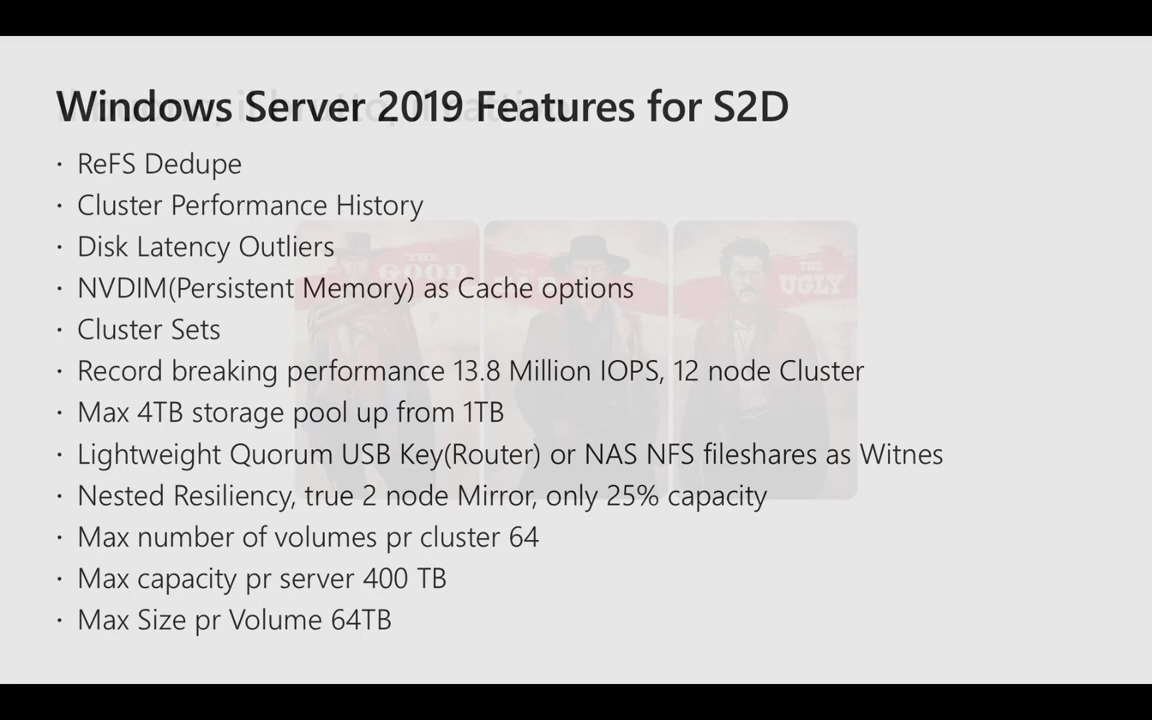 Windows Server 2019 Features for S2D
· ReFS Dedupe
· Cluster Performance History
· Disk Latency Outliers
· NVDIM(Persistent Memory) as Cache options
· Cluster Sets
· Record breaking performance 13.8 Million IOPS, 12 node Cluster
· Max 4TB storage pool up from 1TB
· Lightweight Quorum USB Key(Router) or NAS NFS fileshares as Witnes
· Nested Resiliency, true 2 node Mirror, only 25% capacity
· Max number of volumes pr cluster 64
· Max capacity pr server 400 TB
· Max Size pr Volume 64TB
THE
GOOD
THE
UGLY